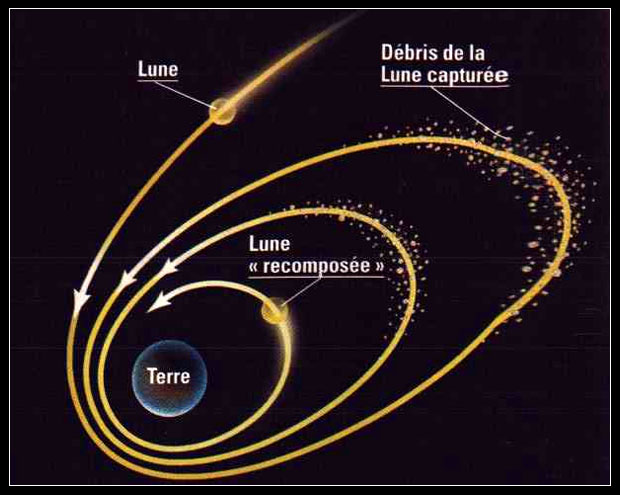 Lune
Débris de la
Lune capturée
Lune
« recomposée »
Terre